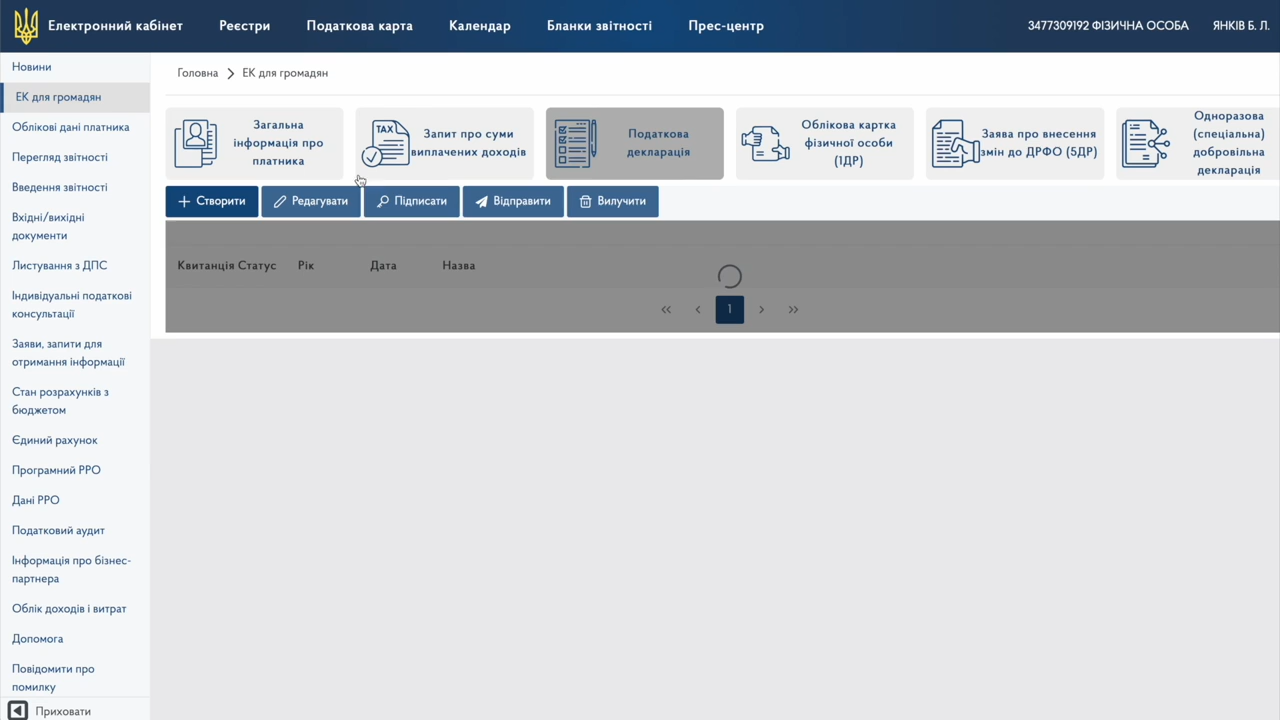 Електронний кабінет
Реєстри
Податкова карта
Календар
Бланки звітності
Прес-центр
3477309192 ФІЗИЧНА ОСОБА
ЯНКІВ Б. Л.
Новини
ЕК для громадян
Облікові дані платника
Перегляд звітності
Введення звітності
Вхідні/вихідні
документи
Листування з ДПС
Індивідуальні податкові
консультації
Заяви, запити для
отримання інформації
Стан розрахунків з
бюджетом
Єдиний рахунок
Програмний РРО
Дані РРО
Податковий аудит
Інформація про бізнес-
партнера
Облік доходів і витрат
Допомога
Повідомити про
помилку
Приховати
Головна
ЕК для громадян
Загальна
інформація про
платника
TAX
Запит про суми
виплачених доходів
Податкова
декларація
Облікова картка
фізичної особи
(1ДР)
Заява про внесення
змін до ДРФО (5ДР)
Одноразова
(спеціальна)
добровільна
декларація
Створити
Редагувати
Підписати
Відправити
Вилучити
Квитанція Статус
Рік
Дата
Назва
1